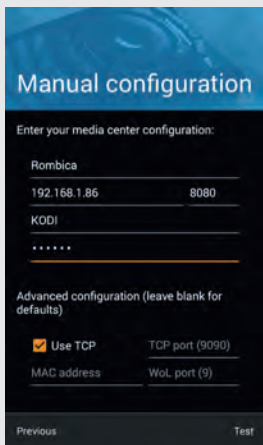 Manual configuration
Enter your media center configuration:
Rombica
192.168.1.86 8080
KODI
••••••
Advanced configuration (leave blank for
defaults)
Use TCP TCP port (9090)
MAC address WoL port (9)
Previous Test